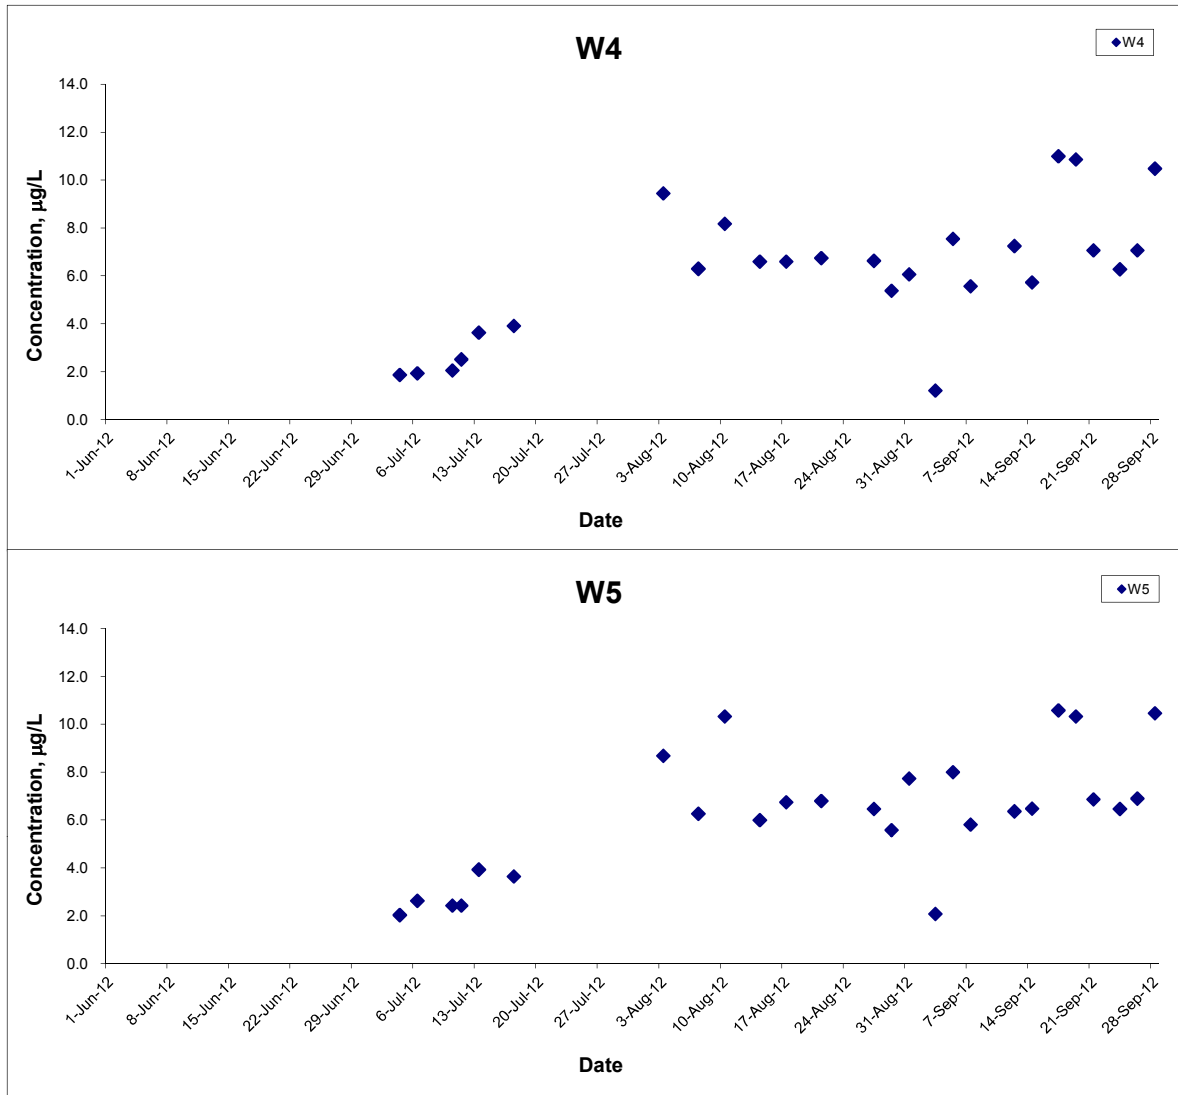 W4
W4
14.0
12.0
10.0
8.0
6.0
4.0
2.0
0.0
Concentration, µg/L
1-Jun-12 8-Jun-12 15-Jun-12 22-Jun-12 29-Jun-12 6-Jul-12 13-Jul-12 20-Jul-12 27-Jul-12 3-Aug-12 10-Aug-12 17-Aug-12 24-Aug-12 31-Aug-12 7-Sep-12 14-Sep-12 21-Sep-12 28-Sep-12
Date
W5
W5
14.0
12.0
10.0
8.0
6.0
4.0
2.0
0.0
Concentration, µg/L
1-Jun-12 8-Jun-12 15-Jun-12 22-Jun-12 29-Jun-12 6-Jul-12 13-Jul-12 20-Jul-12 27-Jul-12 3-Aug-12 10-Aug-12 17-Aug-12 24-Aug-12 31-Aug-12 7-Sep-12 14-Sep-12 21-Sep-12 28-Sep-12
Date